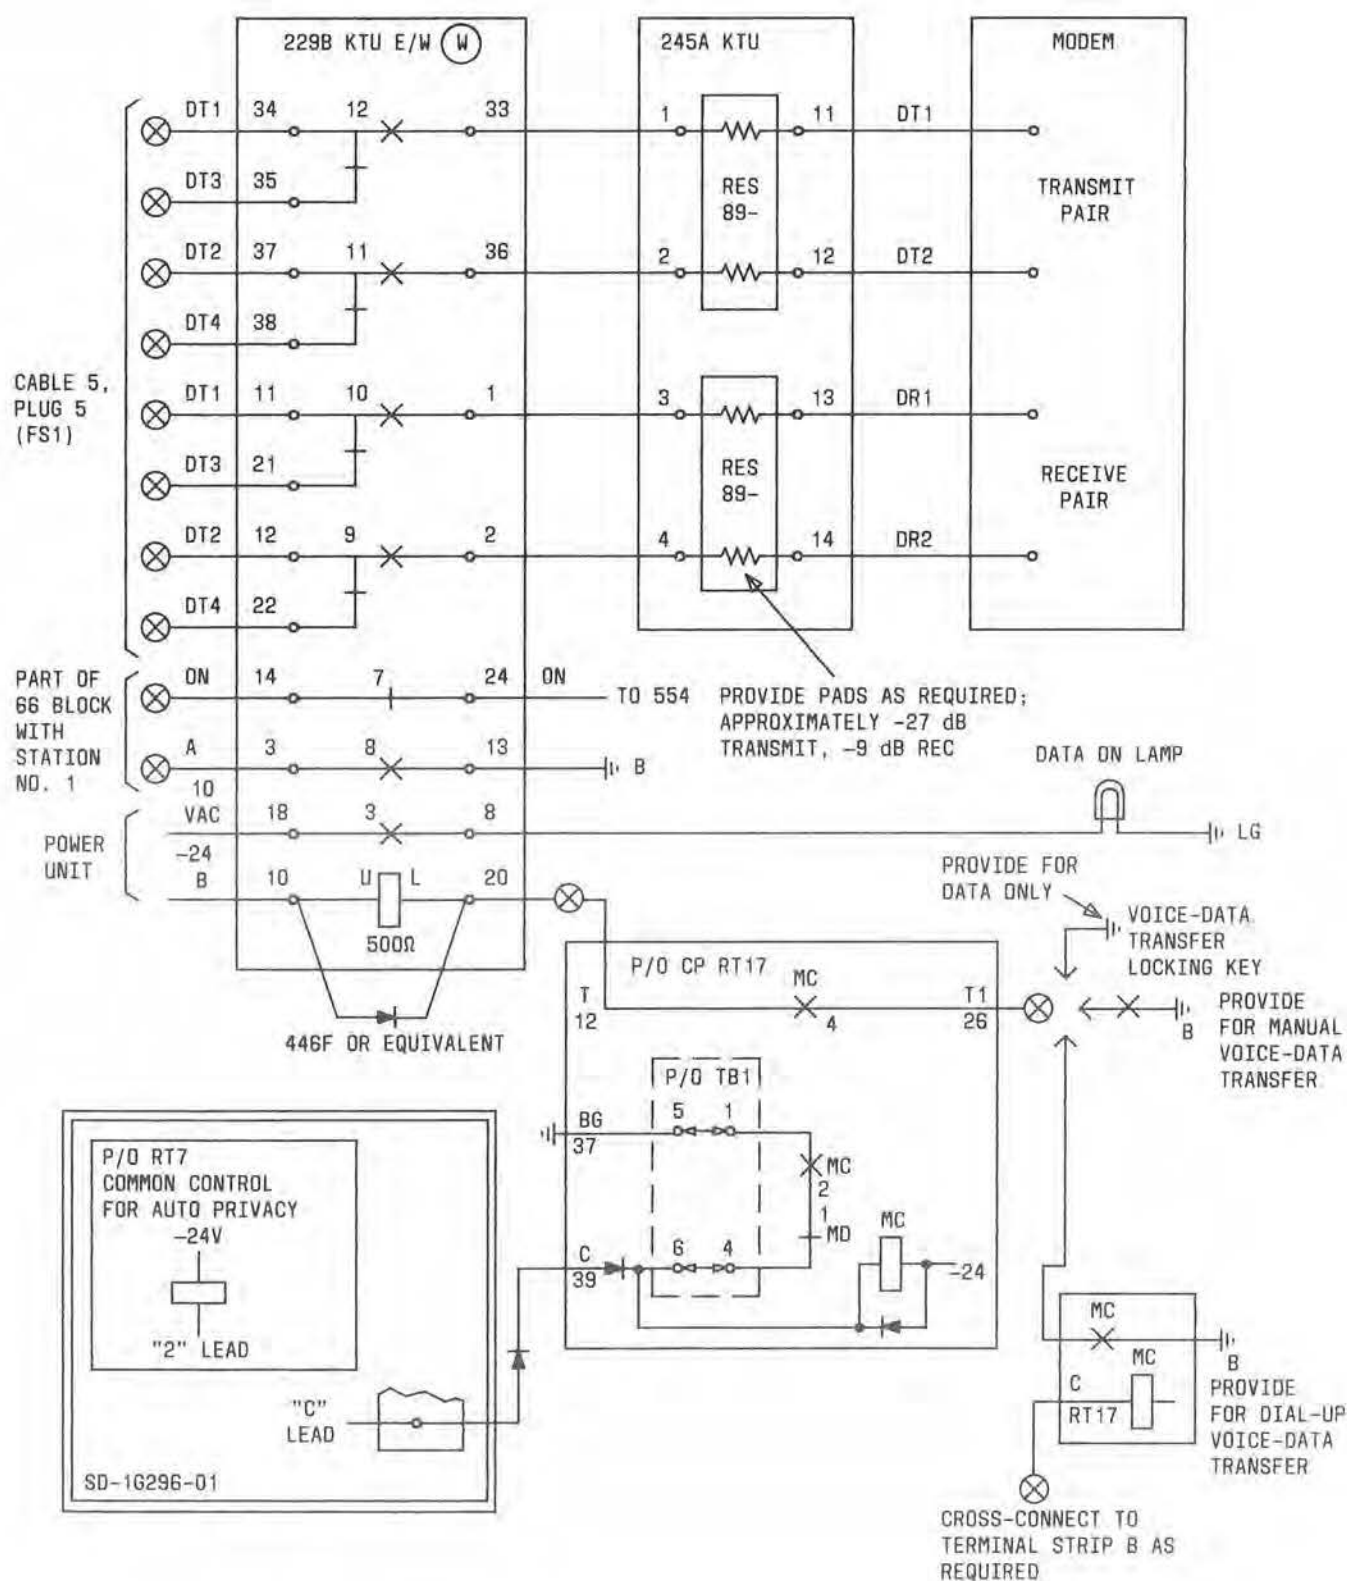 229B KTU E/W W
245A KTU
MODEM
DT1 34 12 33 1 11 DT1
DT3 35
RES
89-
TRANSMIT
PAIR
DT2 37 11 36 2 12 DT2
DT4 38
CABLE 5,
PLUG 5
(FS1)
DT1 11 10 1 3 13 DR1
DT3 21
RES
89-
RECEIVE
PAIR
DT2 12 9 2 4 14 DR2
DT4 22
PART OF
66 BLOCK
WITH
STATION
NO. 1
ON 14 7 24 ON
TO 554
PROVIDE PADS AS REQUIRED;
APPROXIMATELY -27 dB
TRANSMIT, -9 dB REC
A 3 8 13 B
DATA ON LAMP
POWER
UNIT
10
VAC 18 3 8 LG
-24
B 10 U L 20
500Ω
446F OR EQUIVALENT
PROVIDE FOR
DATA ONLY
VOICE-DATA
TRANSFER
LOCKING KEY
B
PROVIDE
FOR MANUAL
VOICE-DATA
TRANSFER
P/O CP RT17
T
12
MC
4
T1
26
P/O TB1
BG
37
5 1
MC
2
1
MD
C
39
6 4
MC
-24
P/O RT7
COMMON CONTROL
FOR AUTO PRIVACY
-24V
"2" LEAD
"C"
LEAD
SD-1G296-01
MC
B
C
RT17
MC
PROVIDE
FOR DIAL-UP
VOICE-DATA
TRANSFER
CROSS-CONNECT TO
TERMINAL STRIP B AS
REQUIRED